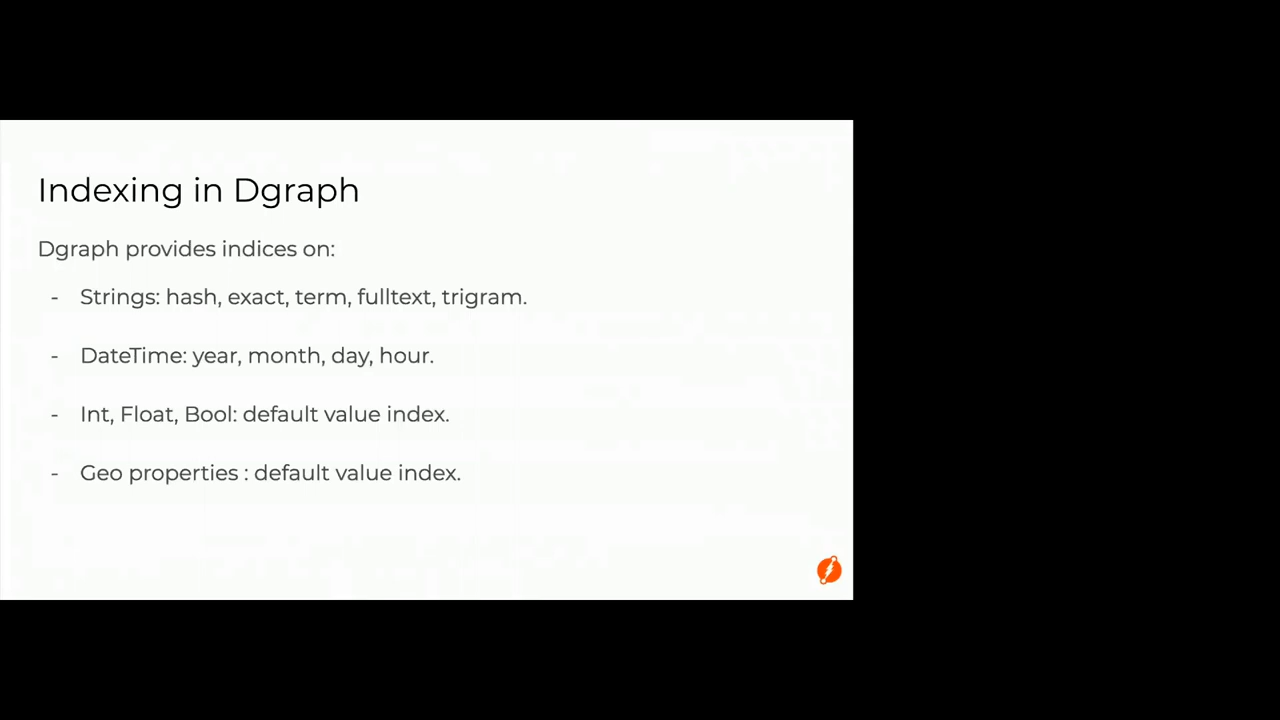 Indexing in Dgraph
Dgraph provides indices on:
- Strings: hash, exact, term, fulltext, trigram.
- DateTime: year, month, day, hour.
- Int, Float, Bool: default value index.
- Geo properties : default value index.